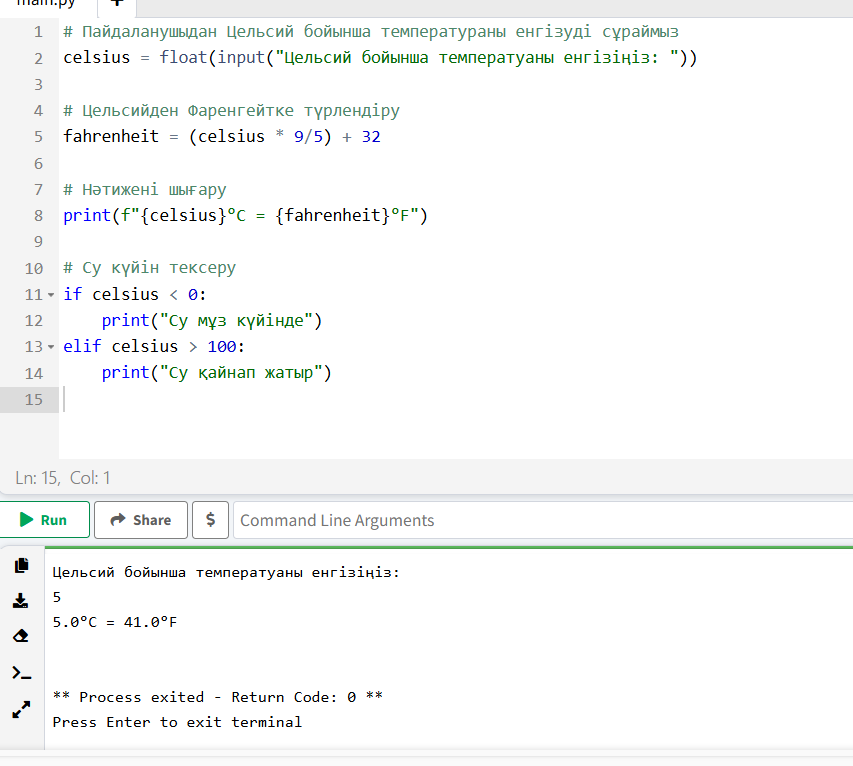 main.py +
1 # Пайдаланушыдан Цельсий бойынша температураны енгізуді сұраймыз
2 celsius = float(input("Цельсий бойынша температуаны енгізіңіз: "))
3
4 # Цельсийден Фаренгейтке түрлендіру
5 fahrenheit = (celsius * 9/5) + 32
6
7 # Нәтижені шығару
8 print(f"{celsius}°C = {fahrenheit}°F")
9
10 # Су күйін тексеру
11 if celsius < 0:
12 print("Су мұз күйінде")
13 elif celsius > 100:
14 print("Су қайнап жатыр")
15
Ln: 15, Col: 1
Run Share $ Command Line Arguments
Цельсий бойынша температуаны енгізіңіз:
5
5.0°C = 41.0°F
** Process exited - Return Code: 0 **
Press Enter to exit terminal